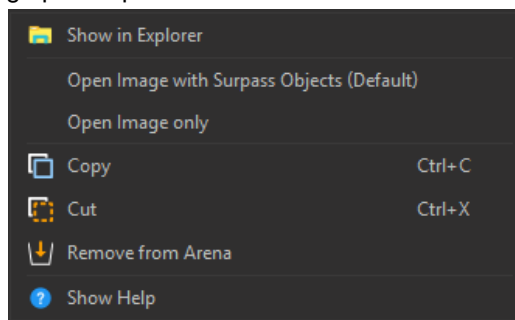 Show in Explorer
Open Image with Surpass Objects (Default)
Open Image only
Copy Ctrl+C
Cut Ctrl+X
Remove from Arena
Show Help